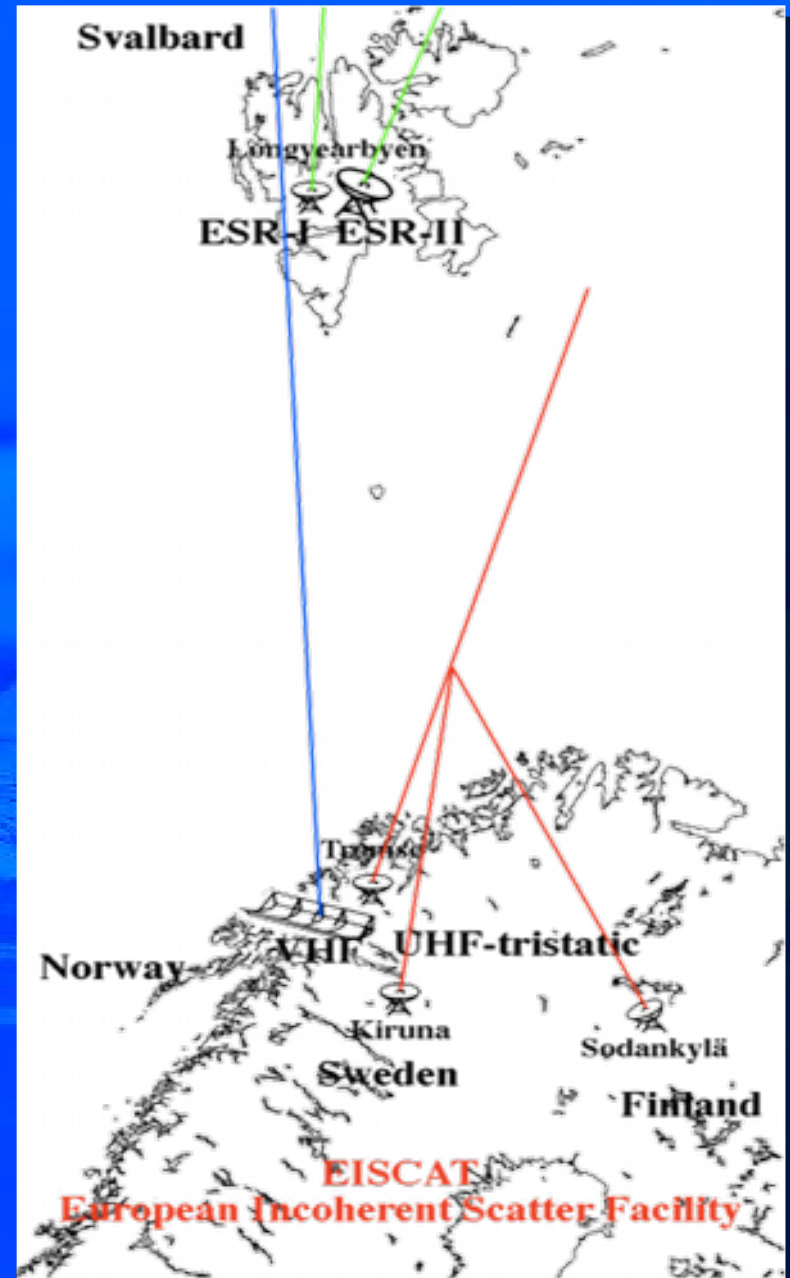 Svalbard
Longyearbyen
ESR-I ESR-II
Tromsø
VHF UHF-tristatic
Norway
Kiruna
Sodankylä
Sweden
Finland
EISCAT
European Incoherent Scatter Facility